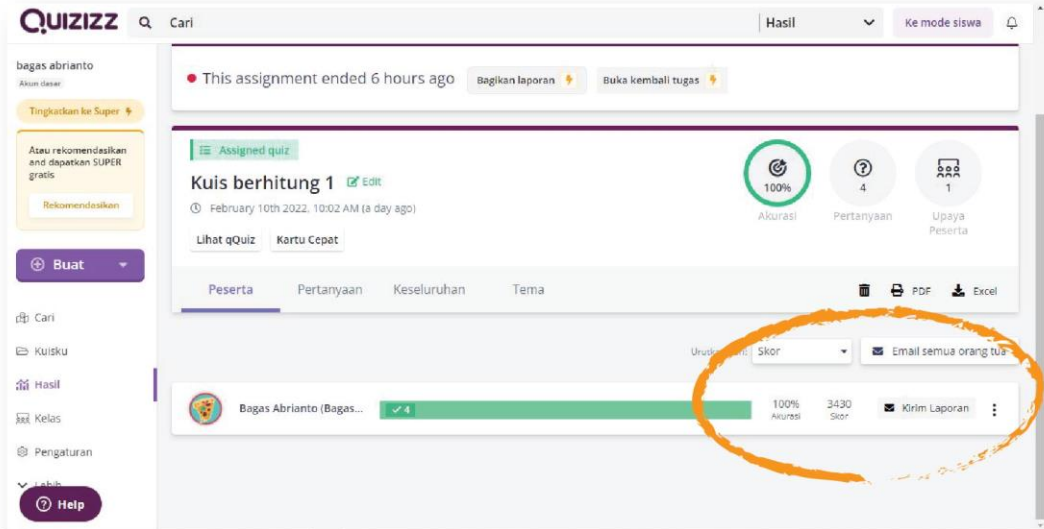 QUIZIZZ
Cari
Hasil
Ke mode siswa
bagas abrianto
Akun dasar
Tingkatkan ke Super
Atau rekomendasikan
and dapatkan SUPER
gratis
Rekomendasikan
Buat
Cari
Kuisku
Hasil
Kelas
Pengaturan
Lebih
Help
This assignment ended 6 hours ago
Bagikan laporan
Buka kembali tugas
Assigned quiz
Kuis berhitung 1
Edit
February 10th 2022, 10:02 AM (a day ago)
Lihat qQuiz
Kartu Cepat
100%
Akurasi
4
Pertanyaan
1
Upaya
Peserta
Peserta
Pertanyaan
Keseluruhan
Tema
PDF
Excel
Skor
Email semua orang tua
Bagas Abrianto (Bagas...
4
100%
Akurasi
3430
Skor
Kirim Laporan